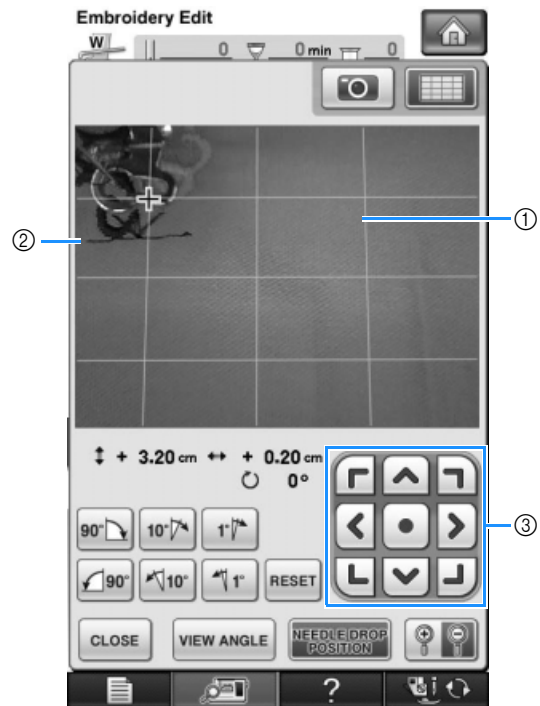 Embroidery Edit
W 0 0 min 0
①
②
+ 3.20 cm + 0.20 cm
0°
③
90° 10° 1°
90° 10° 1° RESET
CLOSE VIEW ANGLE NEEDLE DROP
POSITION
?